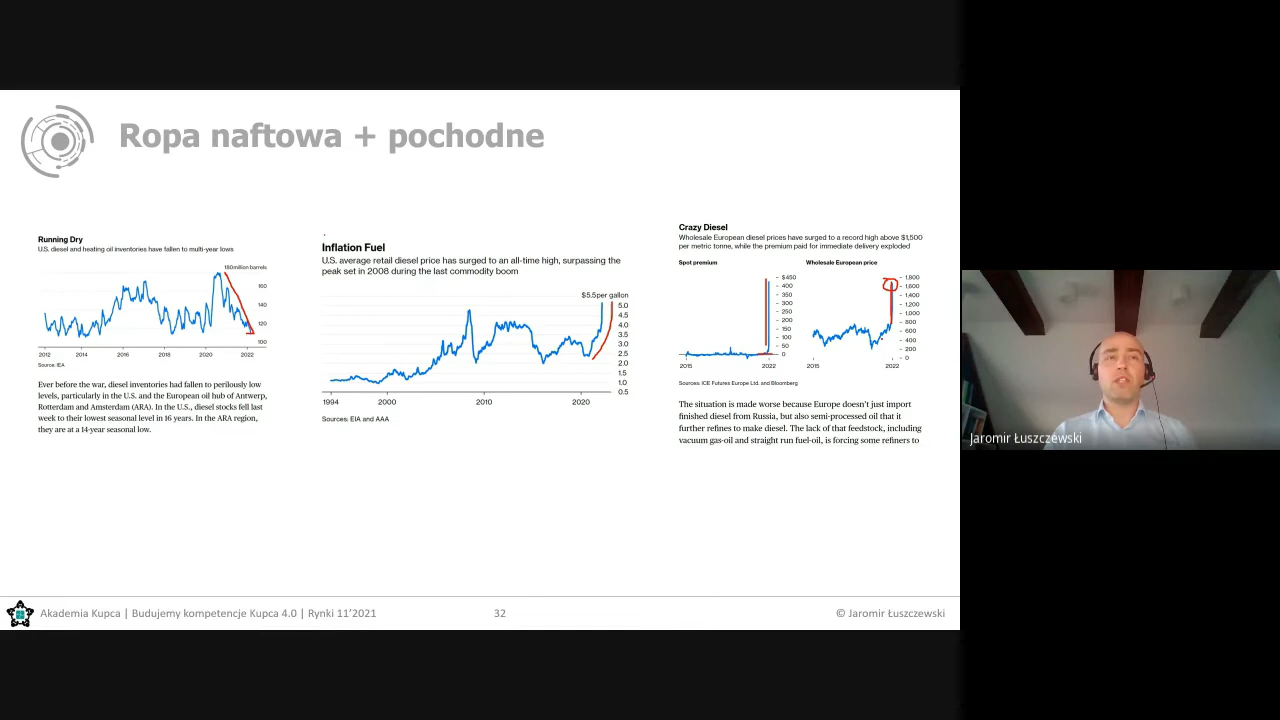 Ropa naftowa + pochodne
Running Dry
U.S. diesel and heating oil inventories have fallen to multi-year lows
180million barrels
160
140
120
100
2012
2014
2016
2018
2020
2022
Source: IEA
Ever before the war, diesel inventories had fallen to perilously low
levels, particularly in the U.S. and the European oil hub of Antwerp,
Rotterdam and Amsterdam (ARA). In the U.S., diesel stocks fell last
week to their lowest seasonal level in 16 years. In the ARA region,
they are at a 14-year seasonal low.
Inflation Fuel
U.S. average retail diesel price has surged to an all-time high, surpassing the
peak set in 2008 during the last commodity boom
$5.5per gallon
5.0
4.5
4.0
3.5
3.0
2.5
2.0
1.5
1.0
0.5
1994
2000
2010
2020
Sources: EIA and AAA
Crazy Diesel
Wholesale European diesel prices have surged to a record high above $1,500
per metric tonne, while the premium paid for immediate delivery exploded
Spot premium
$450
400
350
300
250
200
150
100
50
0
2015
2022
Wholesale European price
1,800
1,600
1,400
1,200
1,000
800
600
400
200
0
2015
2022
Sources: ICE Futures Europe Ltd. and Bloomberg
The situation is made worse because Europe doesn't just import
finished diesel from Russia, but also semi-processed oil that it
further refines to make diesel. The lack of that feedstock, including
vacuum gas-oil and straight run fuel-oil, is forcing some refiners to
Akademia Kupca | Budujemy kompetencje Kupca 4.0 | Rynki 11'2021
32
© Jaromir Łuszczewski
Jaromir Łuszczewski